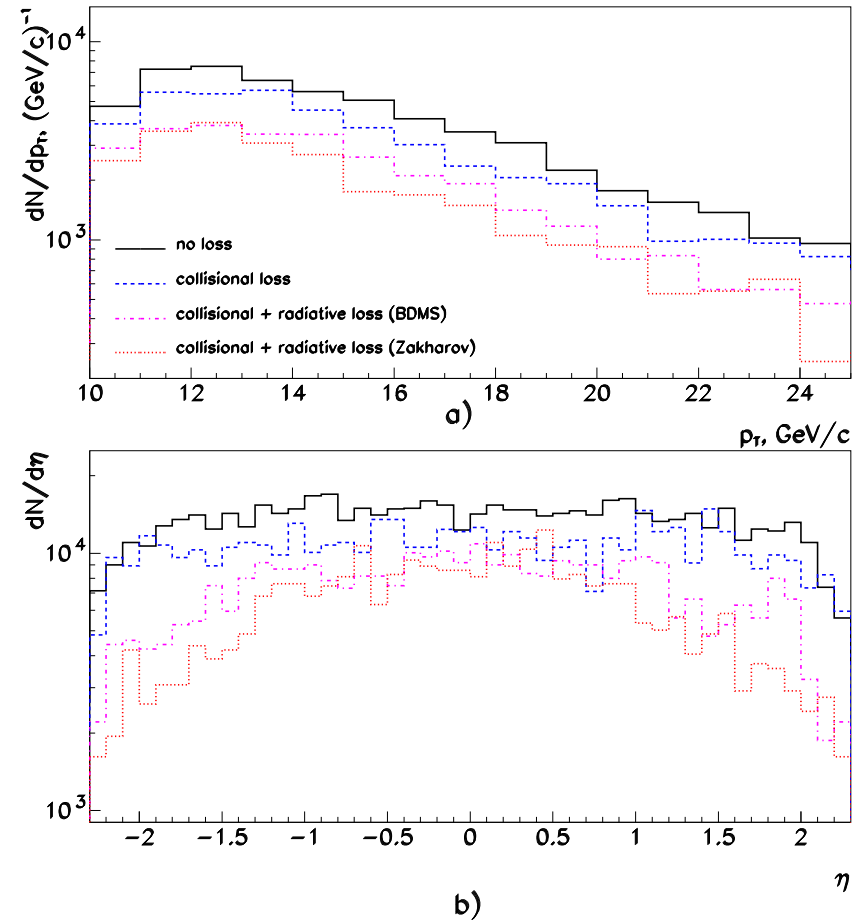 dN/dp_T, (GeV/c)^-1
10^4
10^3
no loss
collisional loss
collisional + radiative loss (BDMS)
collisional + radiative loss (Zakharov)
10 12 14 16 18 20 22 24
a)
p_T, GeV/c
dN/dη
10^4
10^3
−2 −1.5 −1 −0.5 0 0.5 1 1.5 2
η
b)